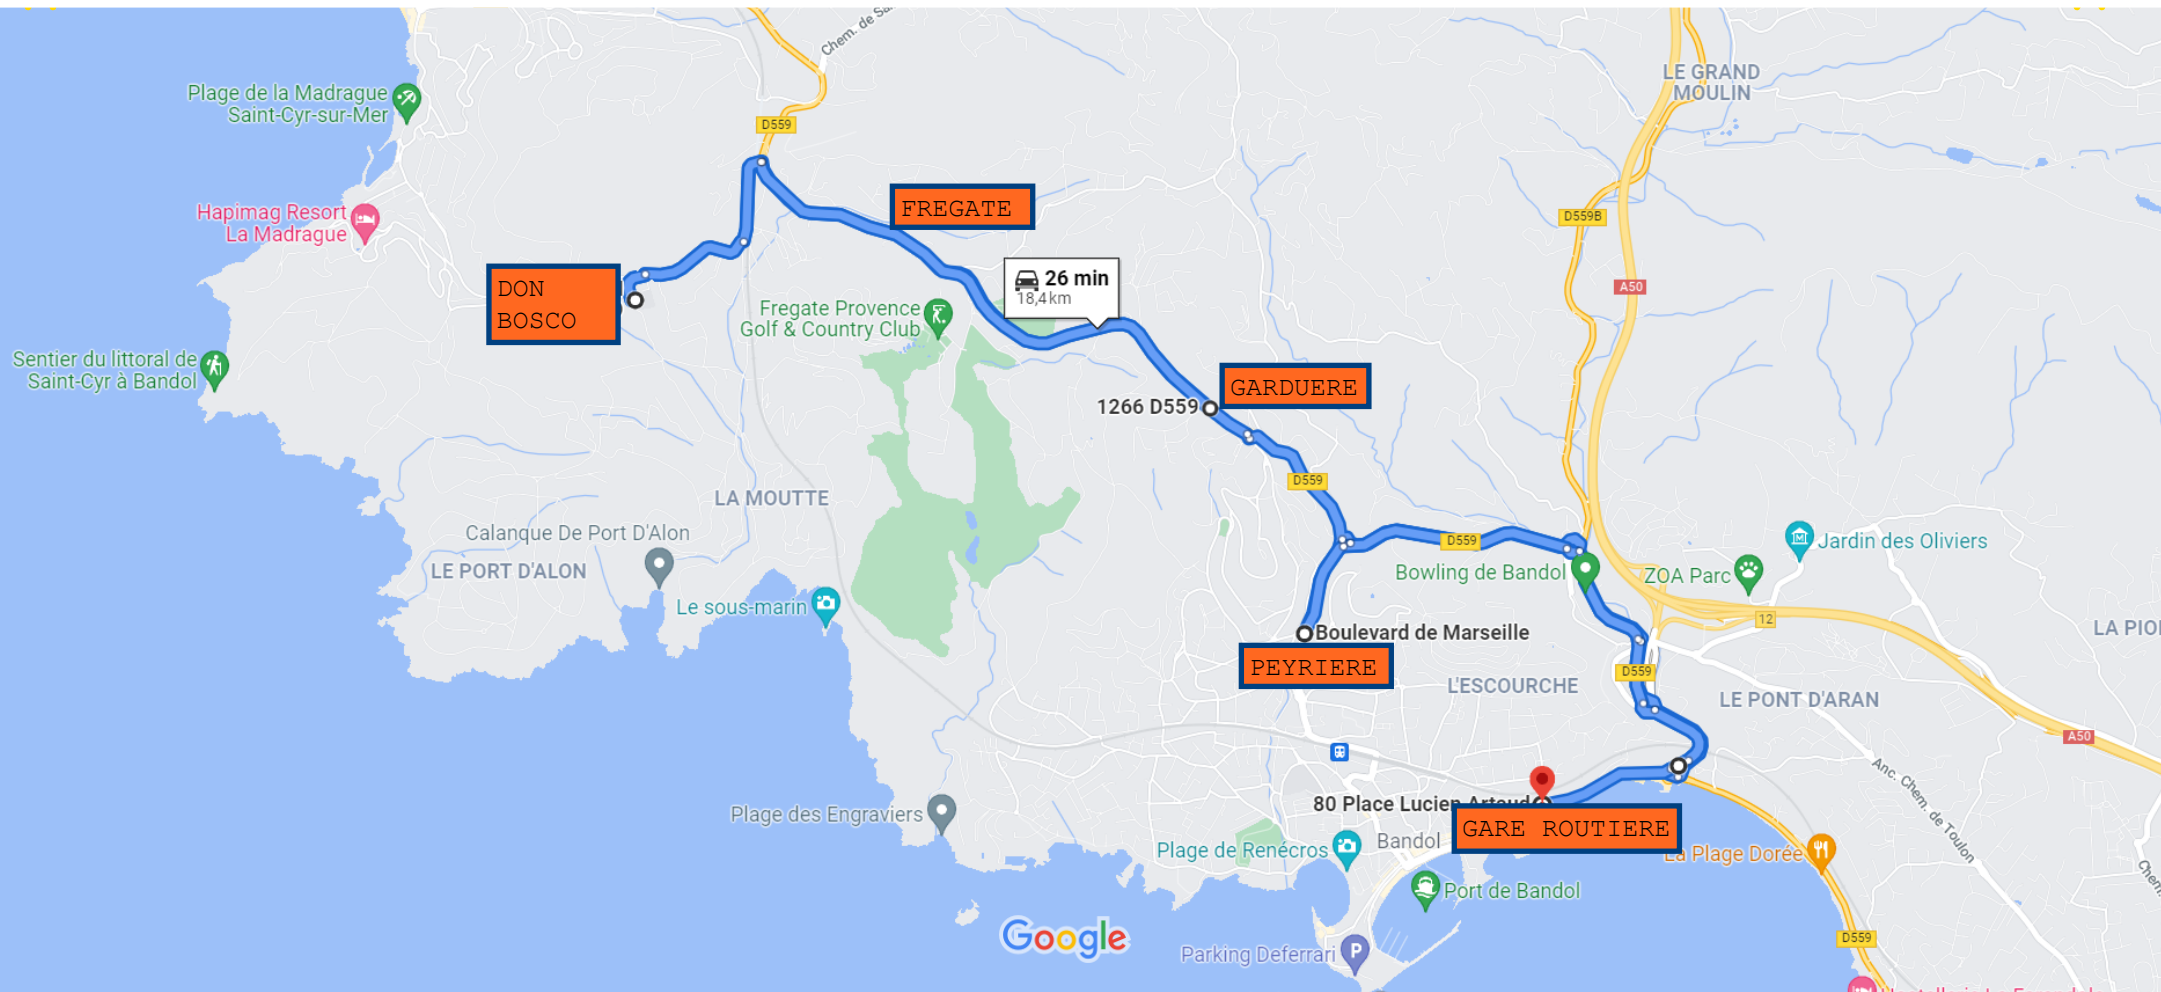 Chem. de Sa
LE GRAND
MOULIN
Plage de la Madrague
Saint-Cyr-sur-Mer
D559
Hapimag Resort
La Madrague
FREGATE
D559B
DON
BOSCO
26 min
18,4 km
A50
Fregate Provence
Golf & Country Club
Sentier du littoral de
Saint-Cyr à Bandol
GARDUERE
1266 D559
D559
LA MOUTTE
Calanque De Port D'Alon
LE PORT D'ALON
D559
Jardin des Oliviers
Bowling de Bandol
ZOA Parc
Le sous-marin
12
Boulevard de Marseille
LA PIO
PEYRIERE
D559
L'ESCOURCHE
LE PONT D'ARAN
A50
Anc. Chem. de Toulon
80 Place Lucien Artaud
Plage des Engraviers
GARE ROUTIERE
Bandol
Plage de Renécros
La Plage Dorée
Chem.
Port de Bandol
Google
D559
Parking Deferrari